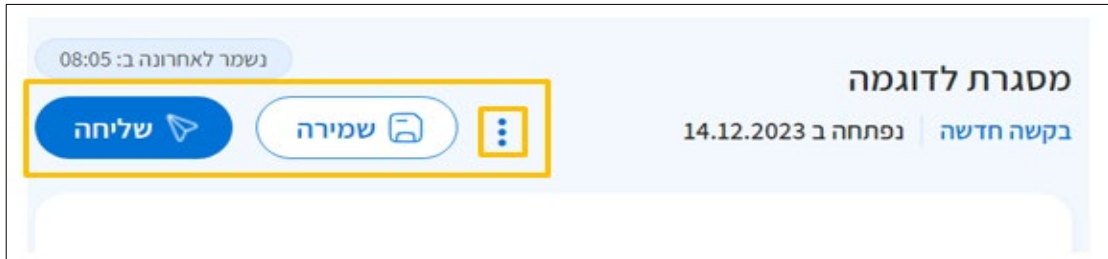 נשמר לאחרונה ב: 08:05
מסגרת לדוגמה
בקשה חדשה | נפתחה ב 14.12.2023
שמירה
שליחה